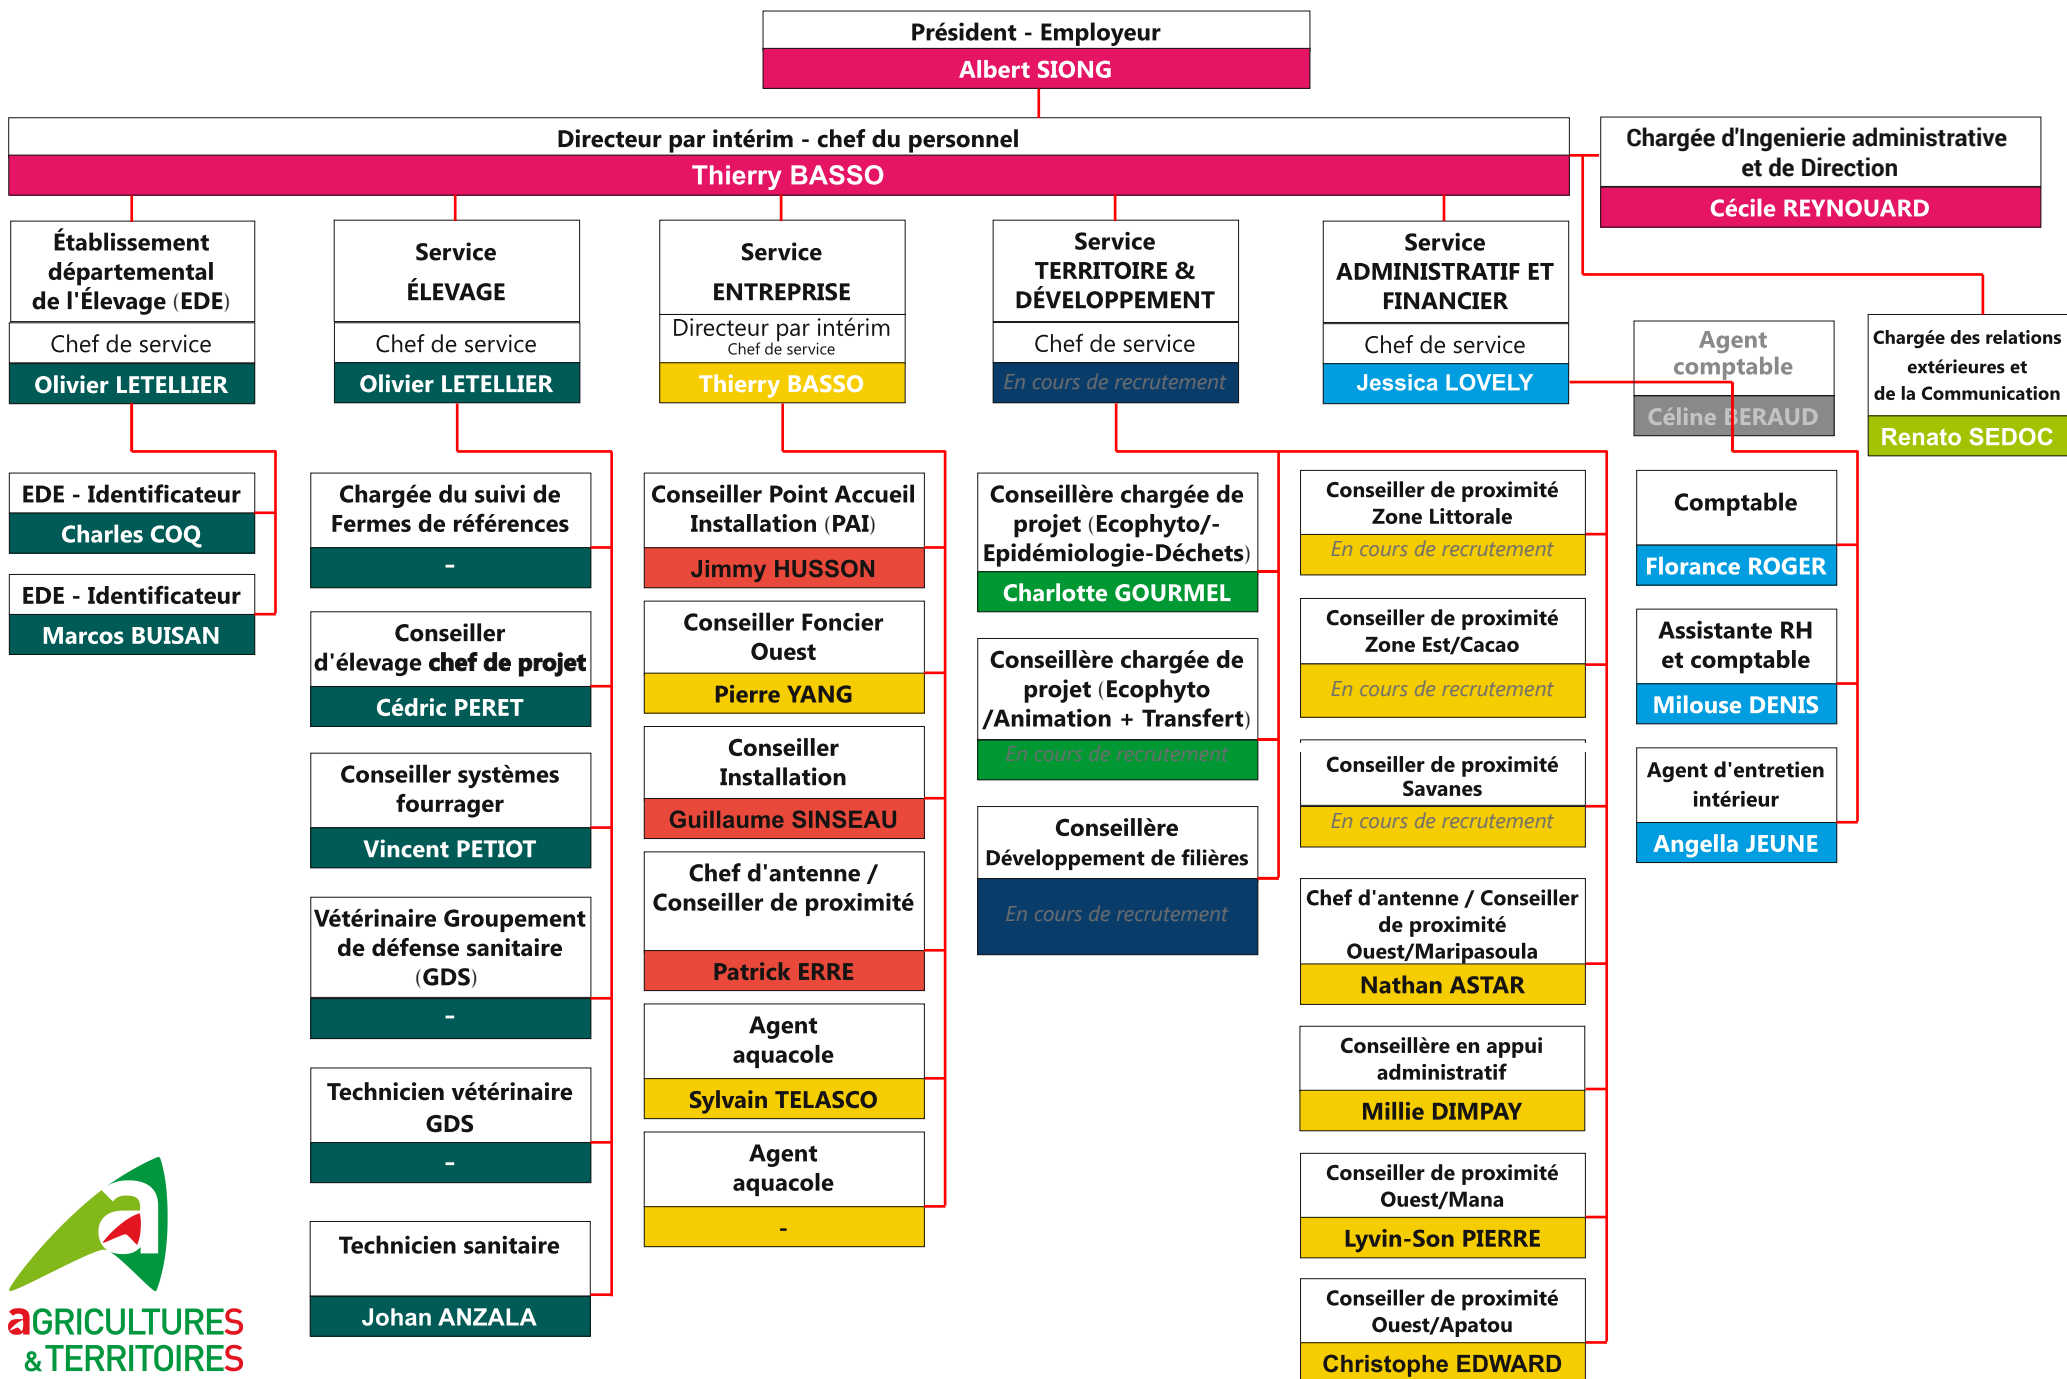 Président - Employeur
Albert SIONG
Directeur par intérim - chef du personnel
Thierry BASSO
Chargée d'Ingenierie administrative
et de Direction
Cécile REYNOUARD
Établissement
départemental
de l'Élevage (EDE)
Chef de service
Olivier LETELLIER
EDE - Identificateur
Charles COQ
EDE - Identificateur
Marcos BUISAN
Service
ÉLEVAGE
Chef de service
Olivier LETELLIER
Chargée du suivi de
Fermes de références
-
Conseiller
d'élevage chef de projet
Cédric PERET
Conseiller systèmes
fourrager
Vincent PETIOT
Vétérinaire Groupement
de défense sanitaire
(GDS)
-
Technicien vétérinaire
GDS
-
Technicien sanitaire
Johan ANZALA
Service
ENTREPRISE
Directeur par intérim
Chef de service
Thierry BASSO
Conseiller Point Accueil
Installation (PAI)
Jimmy HUSSON
Conseiller Foncier
Ouest
Pierre YANG
Conseiller
Installation
Guillaume SINSEAU
Chef d'antenne /
Conseiller de proximité
Patrick ERRE
Agent
aquacole
Sylvain TELASCO
Agent
aquacole
-
Service
TERRITOIRE &
DÉVELOPPEMENT
Chef de service
En cours de recrutement
Conseillère chargée de
projet (Ecophyto/-
Epidémiologie-Déchets)
Charlotte GOURMEL
Conseillère chargée de
projet (Ecophyto
/Animation + Transfert)
En cours de recrutement
Conseillère
Développement de filières
En cours de recrutement
Conseiller de proximité
Zone Littorale
En cours de recrutement
Conseiller de proximité
Zone Est/Cacao
En cours de recrutement
Conseiller de proximité
Savanes
En cours de recrutement
Chef d'antenne / Conseiller
de proximité
Ouest/Maripasoula
Nathan ASTAR
Conseillère en appui
administratif
Millie DIMPAY
Conseiller de proximité
Ouest/Mana
Lyvin-Son PIERRE
Conseiller de proximité
Ouest/Apatou
Christophe EDWARD
Service
ADMINISTRATIF ET
FINANCIER
Chef de service
Jessica LOVELY
Agent
comptable
Céline BERAUD
Chargée des relations
extérieures et
de la Communication
Renato SEDOC
Comptable
Florance ROGER
Assistante RH
et comptable
Milouse DENIS
Agent d'entretien
intérieur
Angella JEUNE
a
aGRICULTURES
& TERRITOIRES